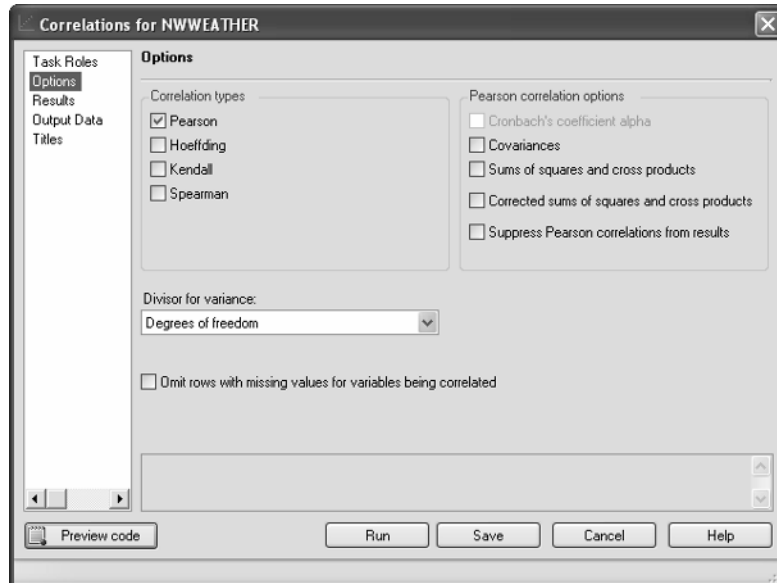 Correlations for NWWEATHER
Task Roles
Options
Results
Output Data
Titles
Options
Correlation types
Pearson
Hoeffding
Kendall
Spearman
Pearson correlation options
Cronbach's coefficient alpha
Covariances
Sums of squares and cross products
Corrected sums of squares and cross products
Suppress Pearson correlations from results
Divisor for variance:
Degrees of freedom
Omit rows with missing values for variables being correlated
Preview code
Run
Save
Cancel
Help